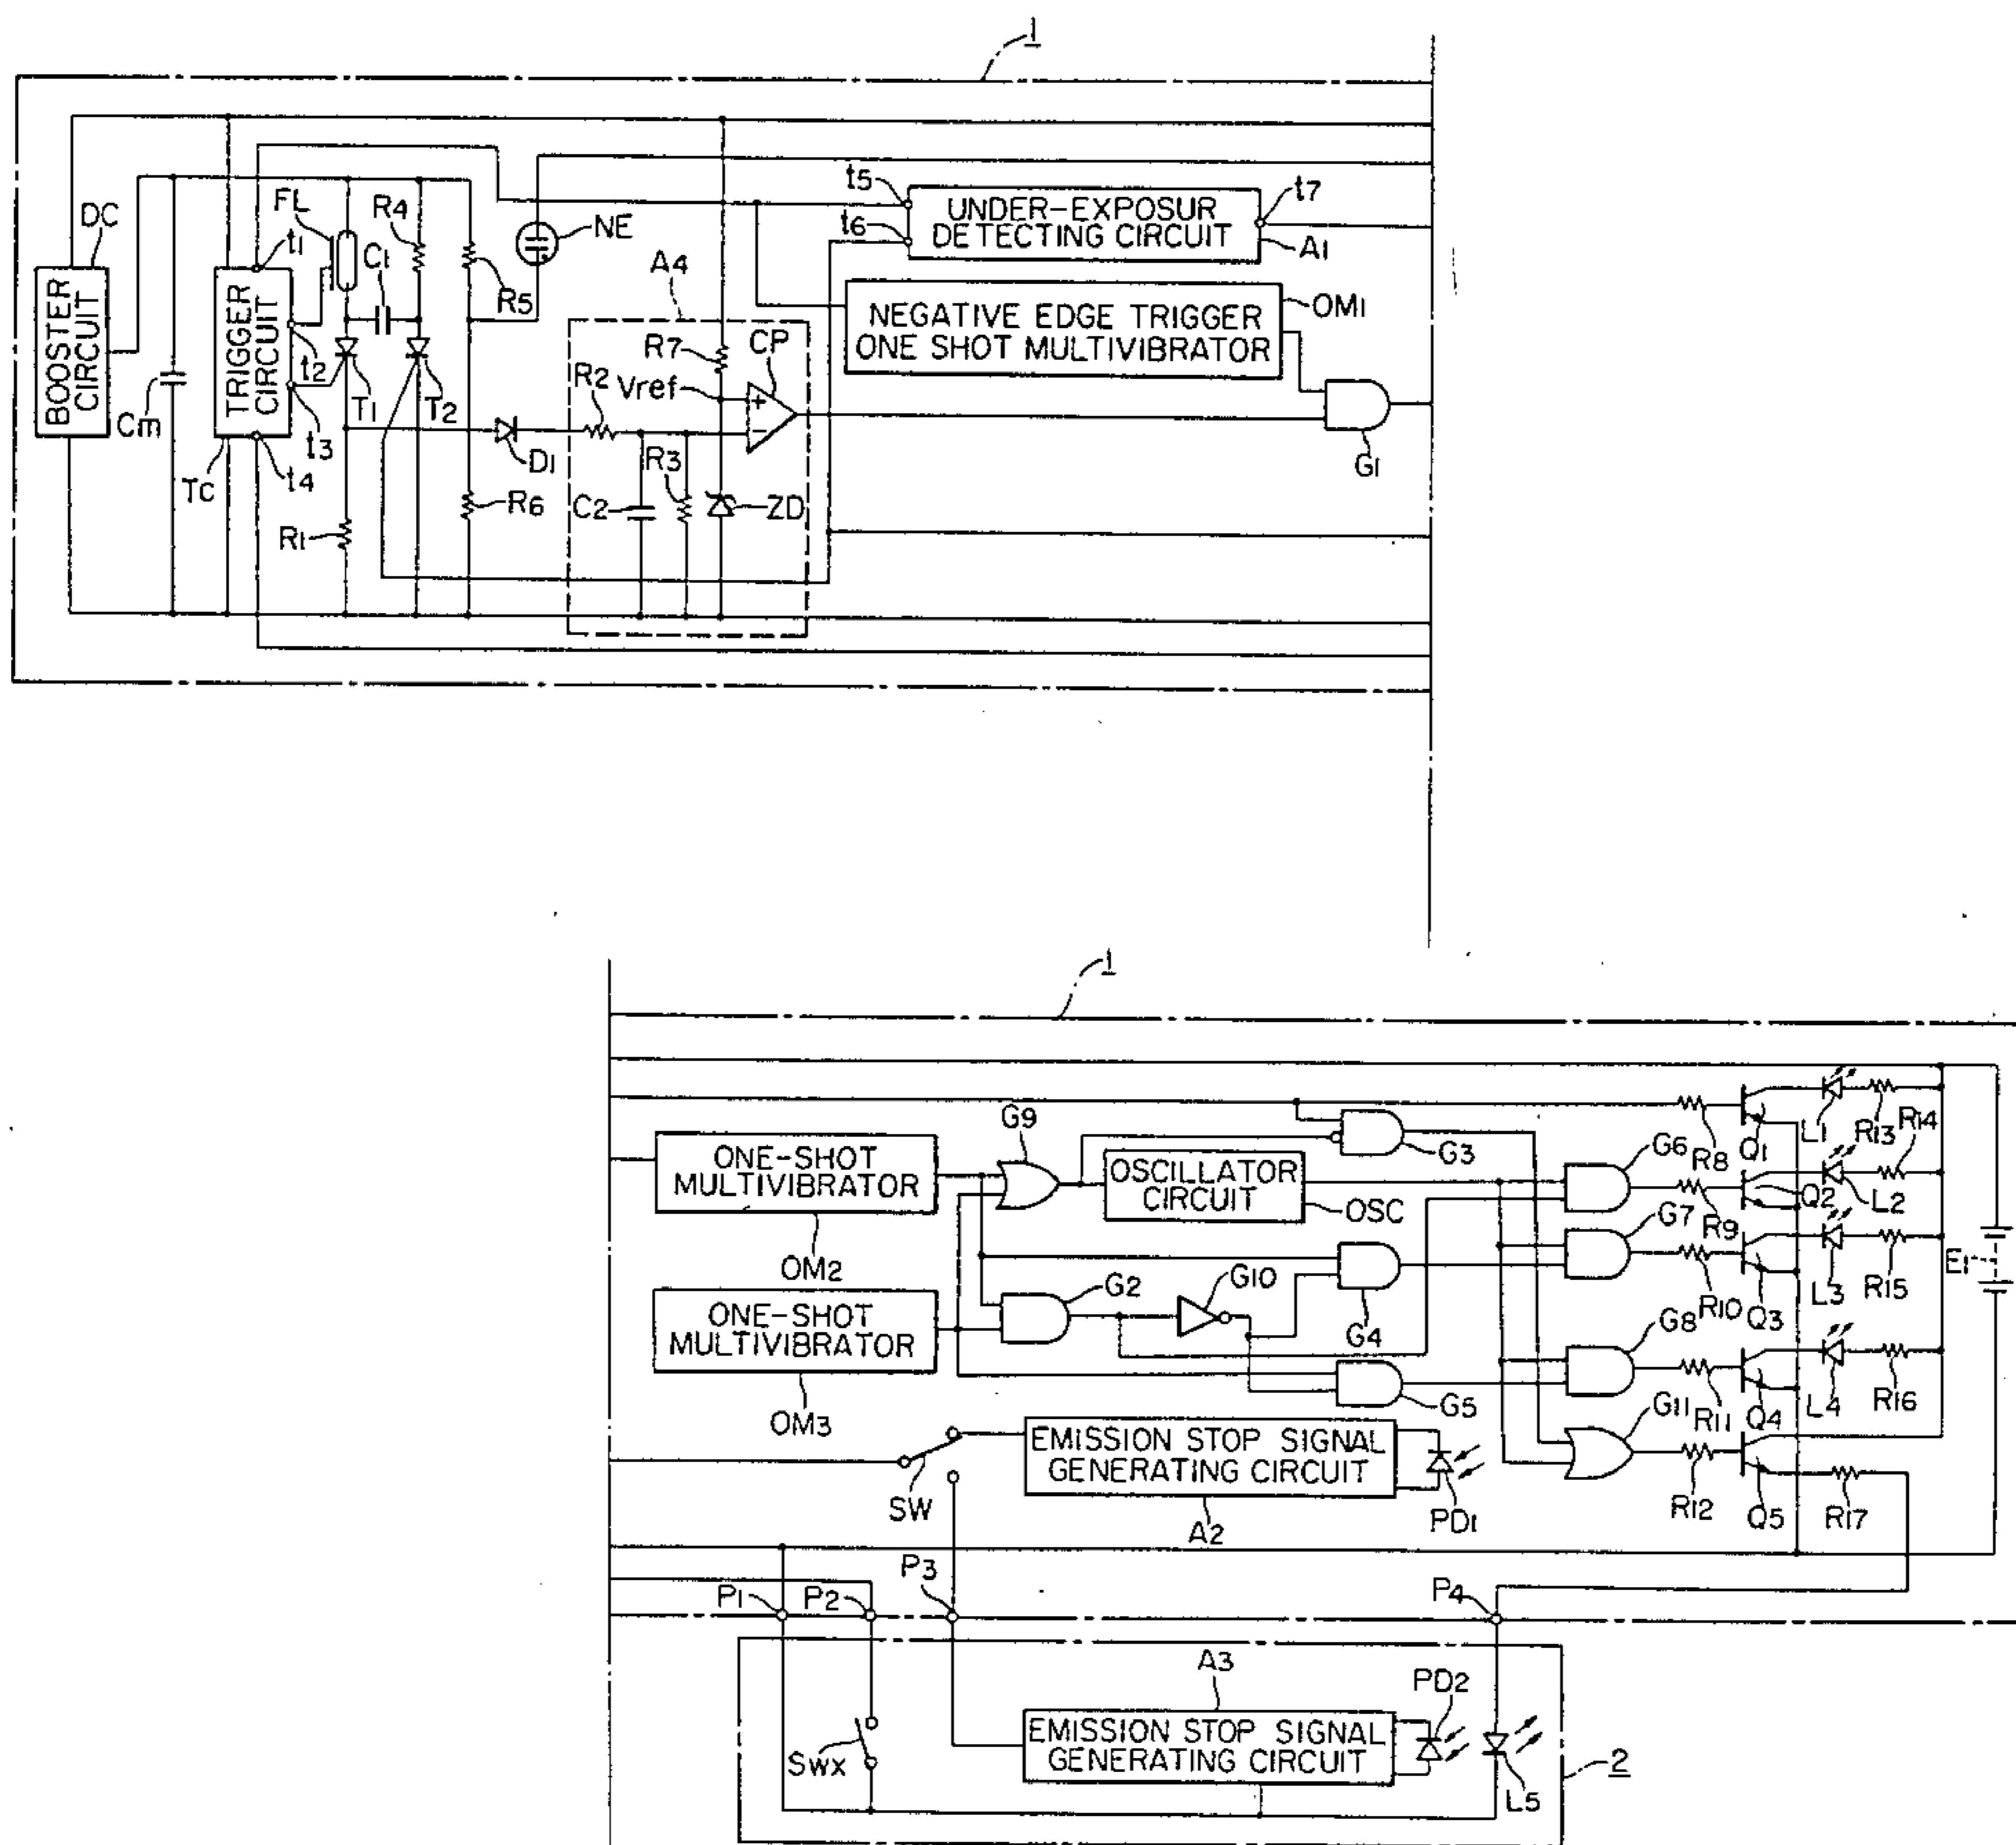 1
DC
BOOSTER
CIRCUIT
Cm
TRIGGER
CIRCUIT
TC
t1
t2
t3
t4
FL
C1
R4
T1
T2
R1
R5
R6
NE
D1
A4
R2
R7
Vref
CP
+
-
R3
C2
ZD
t5
t6
UNDER-EXPOSUR
DETECTING CIRCUIT
t7
A1
NEGATIVE EDGE TRIGGER
ONE SHOT MULTIVIBRATOR
OM1
G1
1
ONE-SHOT
MULTIVIBRATOR
OM2
ONE-SHOT
MULTIVIBRATOR
OM3
G9
OSCILLATOR
CIRCUIT
OSC
G3
G2
G10
G4
G5
G6
G7
G8
G11
R8
R9
R10
R11
R12
Q1
Q2
Q3
Q4
Q5
L1
L2
L3
L4
R13
R14
R15
R16
R17
E1
SW
EMISSION STOP SIGNAL
GENERATING CIRCUIT
A2
PD1
P1
P2
P3
P4
SWX
A3
EMISSION STOP SIGNAL
GENERATING CIRCUIT
PD2
L5
2